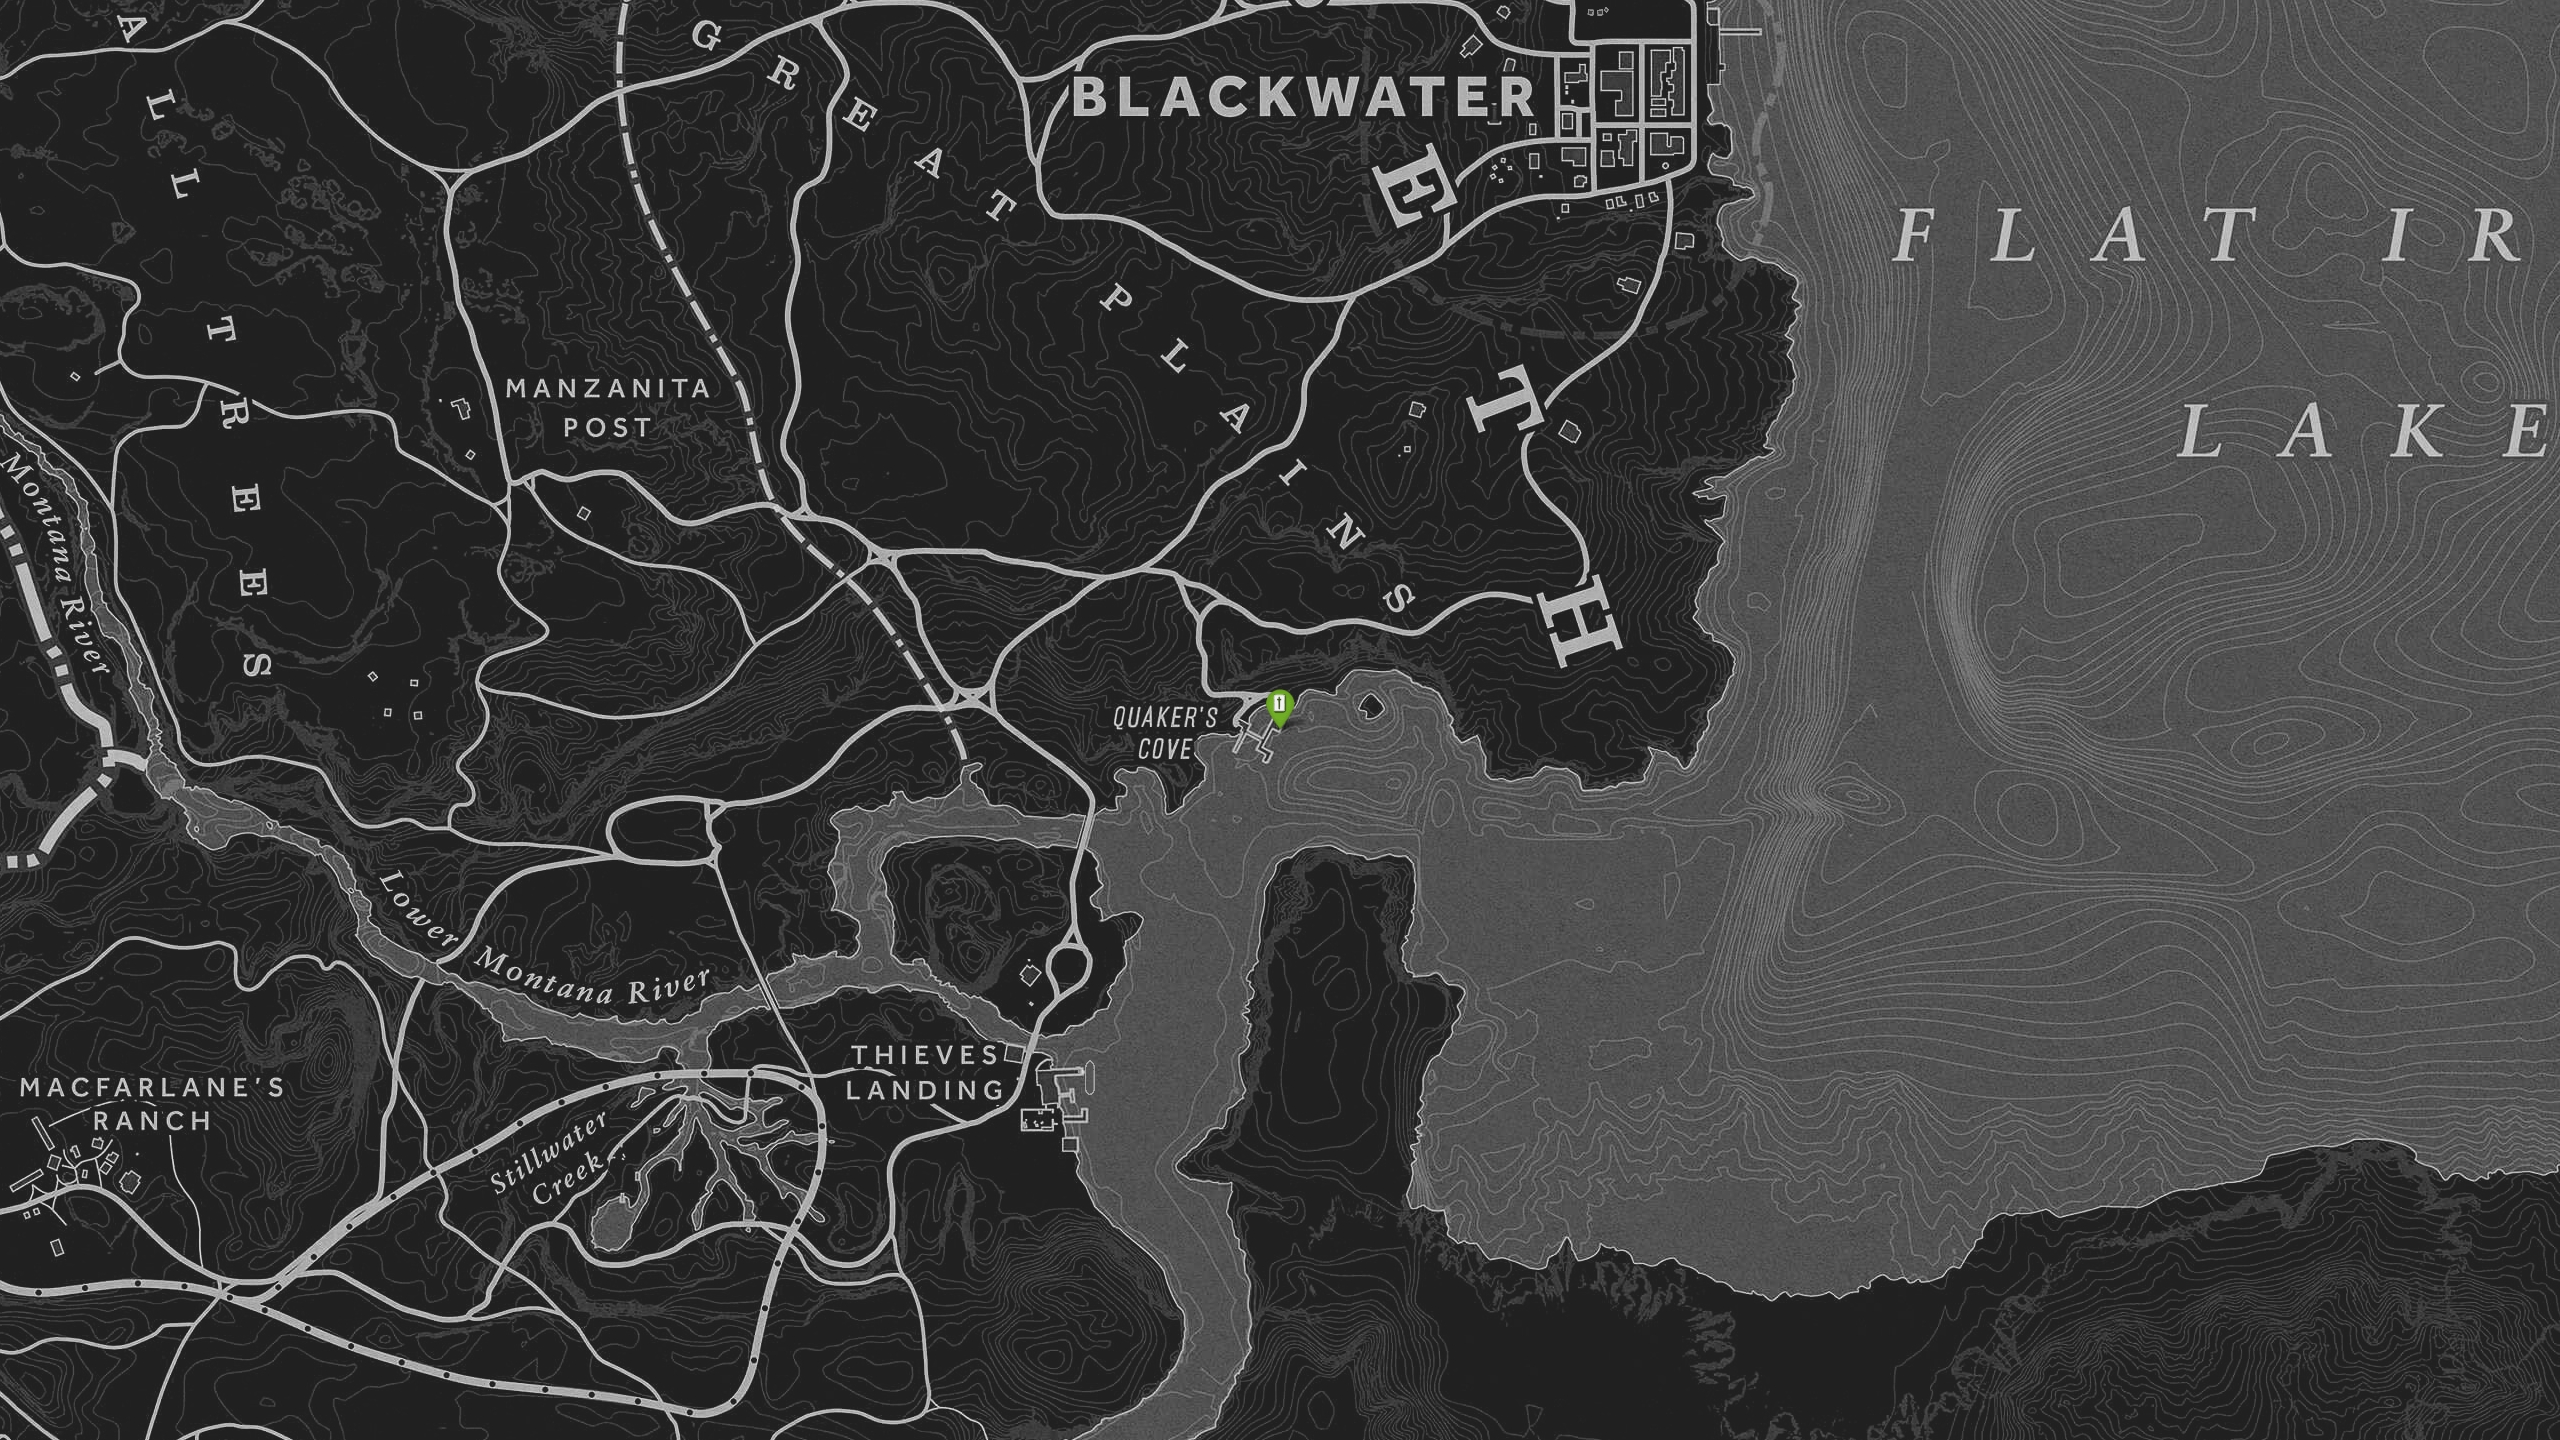 BLACKWATER
GREAT PLAINS
ALL TREES
E
T
H
FLAT IR
LAKE
MANZANITA
POST
Montana River
QUAKER'S
COVE
Lower Montana River
THIEVES
LANDING
MACFARLANE'S
RANCH
Stillwater
Creek